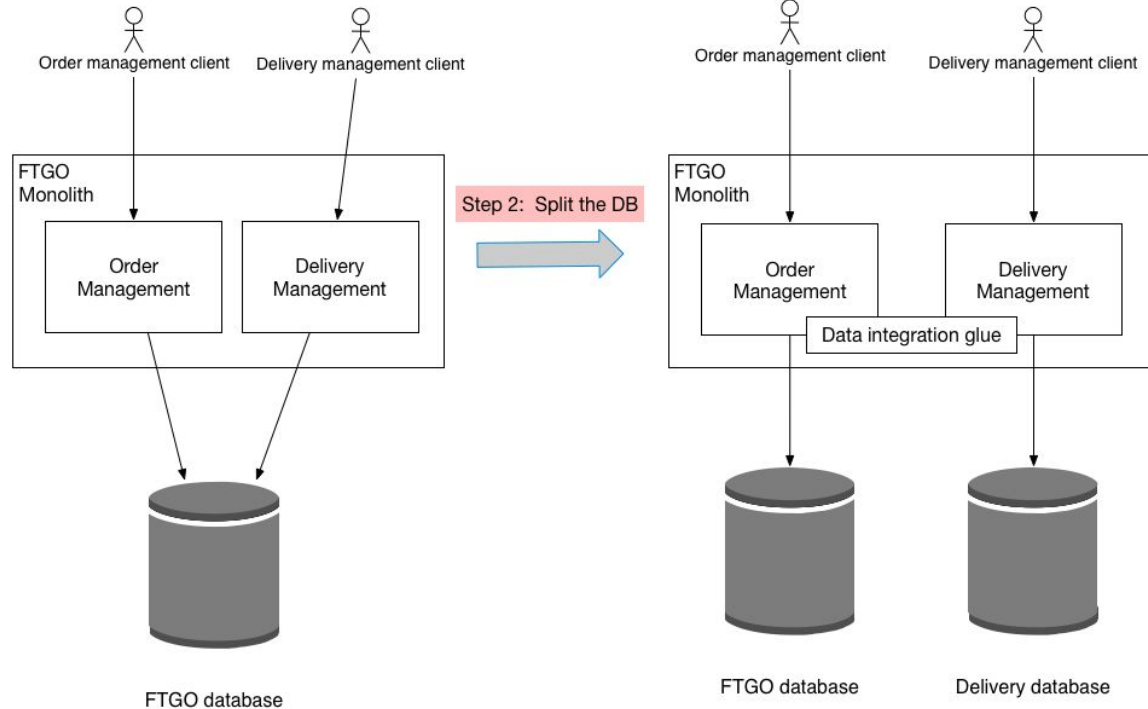 Order management client
Delivery management client
FTGO
Monolith
Order
Management
Delivery
Management
FTGO database
Step 2:  Split the DB
Order management client
Delivery management client
FTGO
Monolith
Order
Management
Delivery
Management
Data integration glue
FTGO database
Delivery database